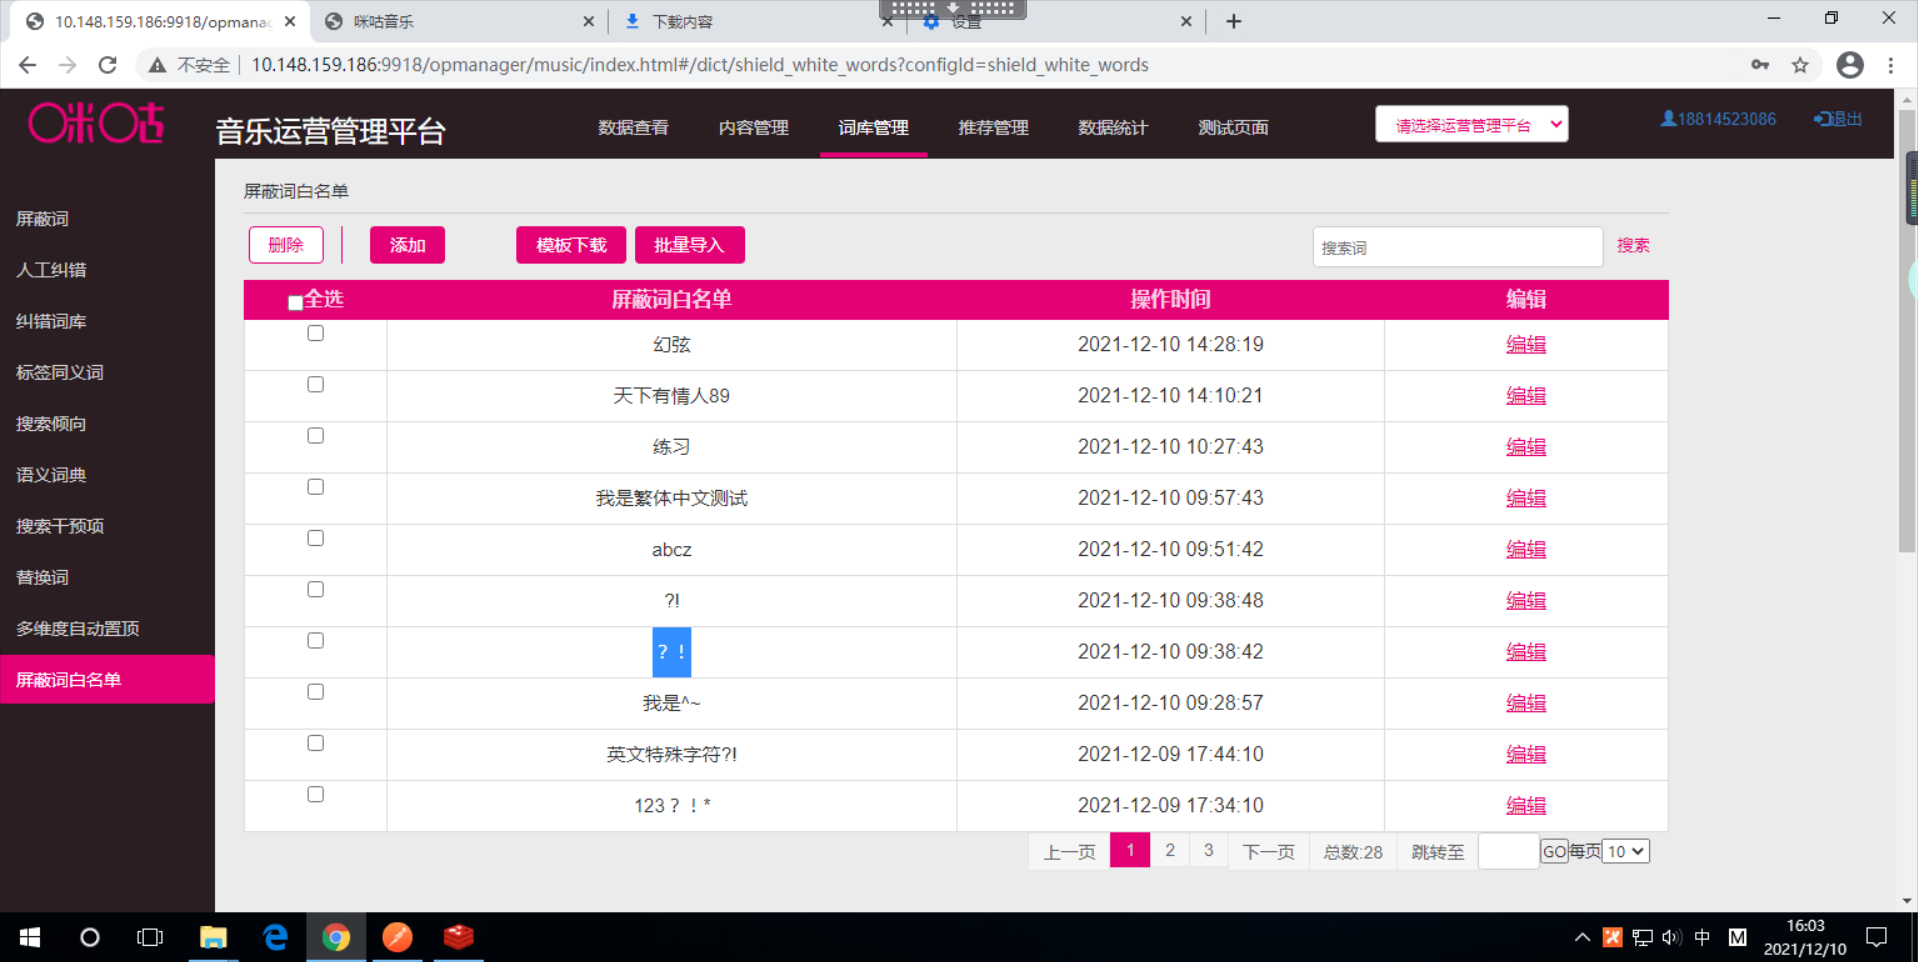 10.148.159.186:9918/opmanag
咪咕音乐
下载内容
设置
不安全 | 10.148.159.186:9918/opmanager/music/index.html#/dict/shield_white_words?configId=shield_white_words
咪咕
音乐运营管理平台
数据查看
内容管理
词库管理
推荐管理
数据统计
测试页面
请选择运营管理平台
18814523086
退出
屏蔽词
人工纠错
纠错词库
标签同义词
搜索倾向
语义词典
搜索干预项
替换词
多维度自动置顶
屏蔽词白名单
屏蔽词白名单
删除 添加 模板下载 批量导入 搜索词 搜索
全选 屏蔽词白名单 操作时间 编辑
幻弦 2021-12-10 14:28:19 编辑
天下有情人89 2021-12-10 14:10:21 编辑
练习 2021-12-10 10:27:43 编辑
我是繁体中文测试 2021-12-10 09:57:43 编辑
abcz 2021-12-10 09:51:42 编辑
?! 2021-12-10 09:38:48 编辑
？！ 2021-12-10 09:38:42 编辑
我是^~ 2021-12-10 09:28:57 编辑
英文特殊字符?! 2021-12-09 17:44:10 编辑
123？！* 2021-12-09 17:34:10 编辑
上一页 1 2 3 下一页 总数:28 跳转至 GO 每页 10
中 M
16:03
2021/12/10